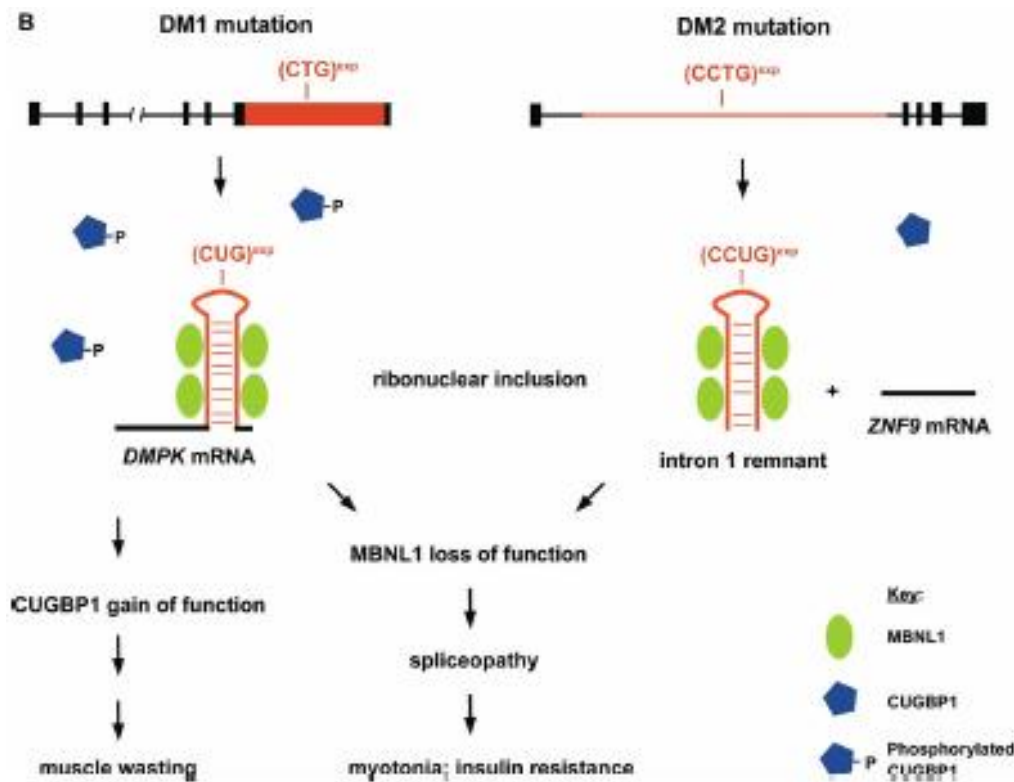 B
DM1 mutation
DM2 mutation
(CTG)exp
(CCTG)exp
P
P
P
(CUG)exp
(CCUG)exp
ribonuclear inclusion
+
DMPK mRNA
ZNF9 mRNA
intron 1 remnant
MBNL1 loss of function
CUGBP1 gain of function
spliceopathy
muscle wasting
myotonia; insulin resistance
Key:
MBNL1
CUGBP1
P
Phosphorylated
CUGBP1